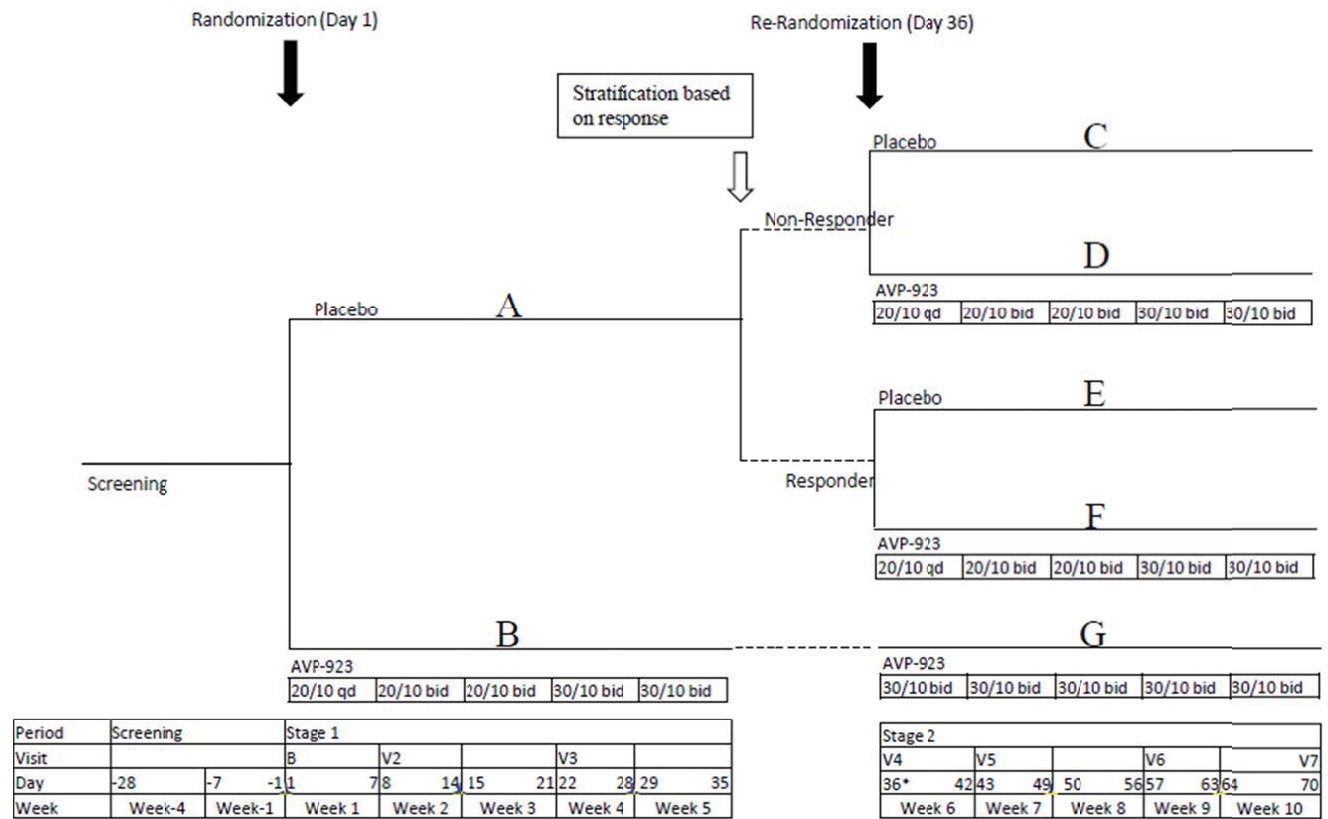 Randomization (Day 1)
Re-Randomization (Day 36)
Stratification based
on response
Placebo C
Non-Responder
D
AVP-923
20/10 qd 20/10 bid 20/10 bid 30/10 bid 30/10 bid
Placebo A
Placebo E
Screening
Responder
F
AVP-923
20/10 qd 20/10 bid 20/10 bid 30/10 bid 30/10 bid
B
G
AVP-923
20/10 qd 20/10 bid 20/10 bid 30/10 bid 30/10 bid
AVP-923
30/10 bid 30/10 bid 30/10 bid 30/10 bid 30/10 bid
Period Screening Stage 1
Visit B V2 V3
Day -28 -7 -1 1 7 8 14 15 21 22 28 29 35
Week Week-4 Week-1 Week 1 Week 2 Week 3 Week 4 Week 5
Stage 2
V4 V5 V6 V7
36* 42 43 49 50 56 57 63 64 70
Week 6 Week 7 Week 8 Week 9 Week 10